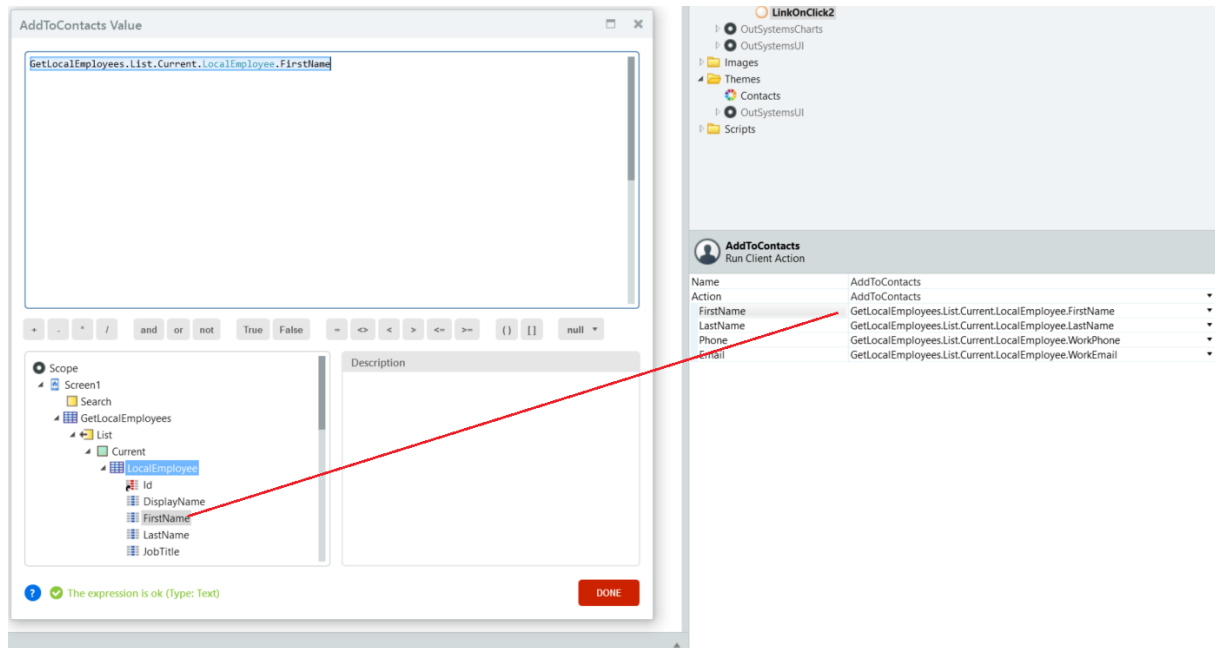 AddToContacts Value
GetLocalEmployees.List.Current.LocalEmployee.FirstName
+ - * / and or not True False = <> < > <= >= () [] null
Scope
Screen1
Search
GetLocalEmployees
List
Current
LocalEmployee
Id
DisplayName
FirstName
LastName
JobTitle
Description
? The expression is ok (Type: Text)
DONE
LinkOnClick2
OutSystemsCharts
OutSystemsUI
Images
Themes
Contacts
OutSystemsUI
Scripts
AddToContacts
Run Client Action
Name AddToContacts
Action AddToContacts
FirstName GetLocalEmployees.List.Current.LocalEmployee.FirstName
LastName GetLocalEmployees.List.Current.LocalEmployee.LastName
Phone GetLocalEmployees.List.Current.LocalEmployee.WorkPhone
Email GetLocalEmployees.List.Current.LocalEmployee.WorkEmail